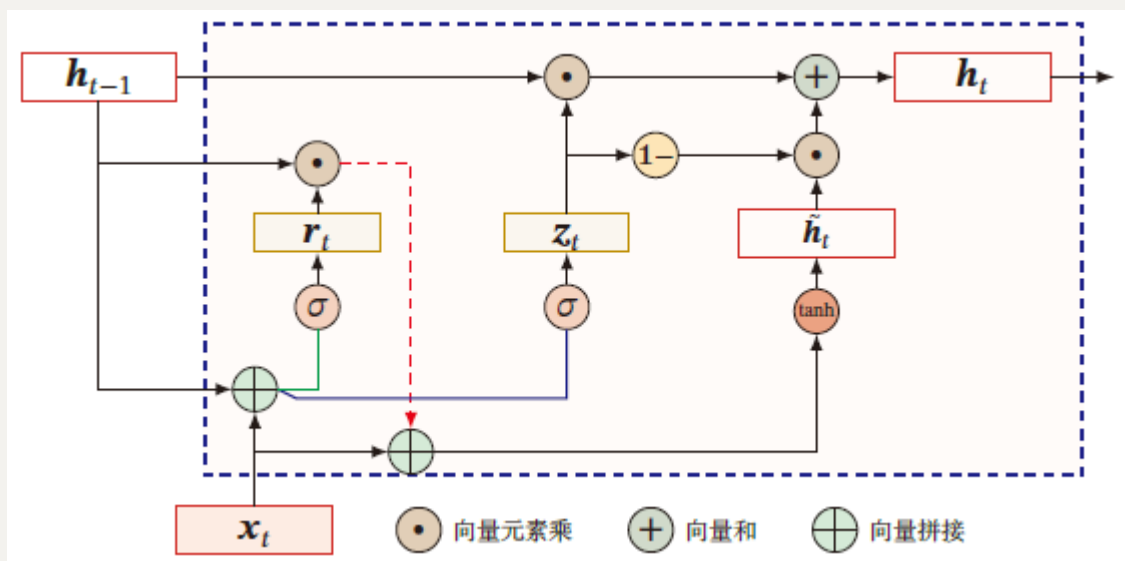 h_{t−1}
h_t
1−
r_t
z_t
h̃_t
σ
σ
tanh
x_t
向量元素乘
向量和
向量拼接